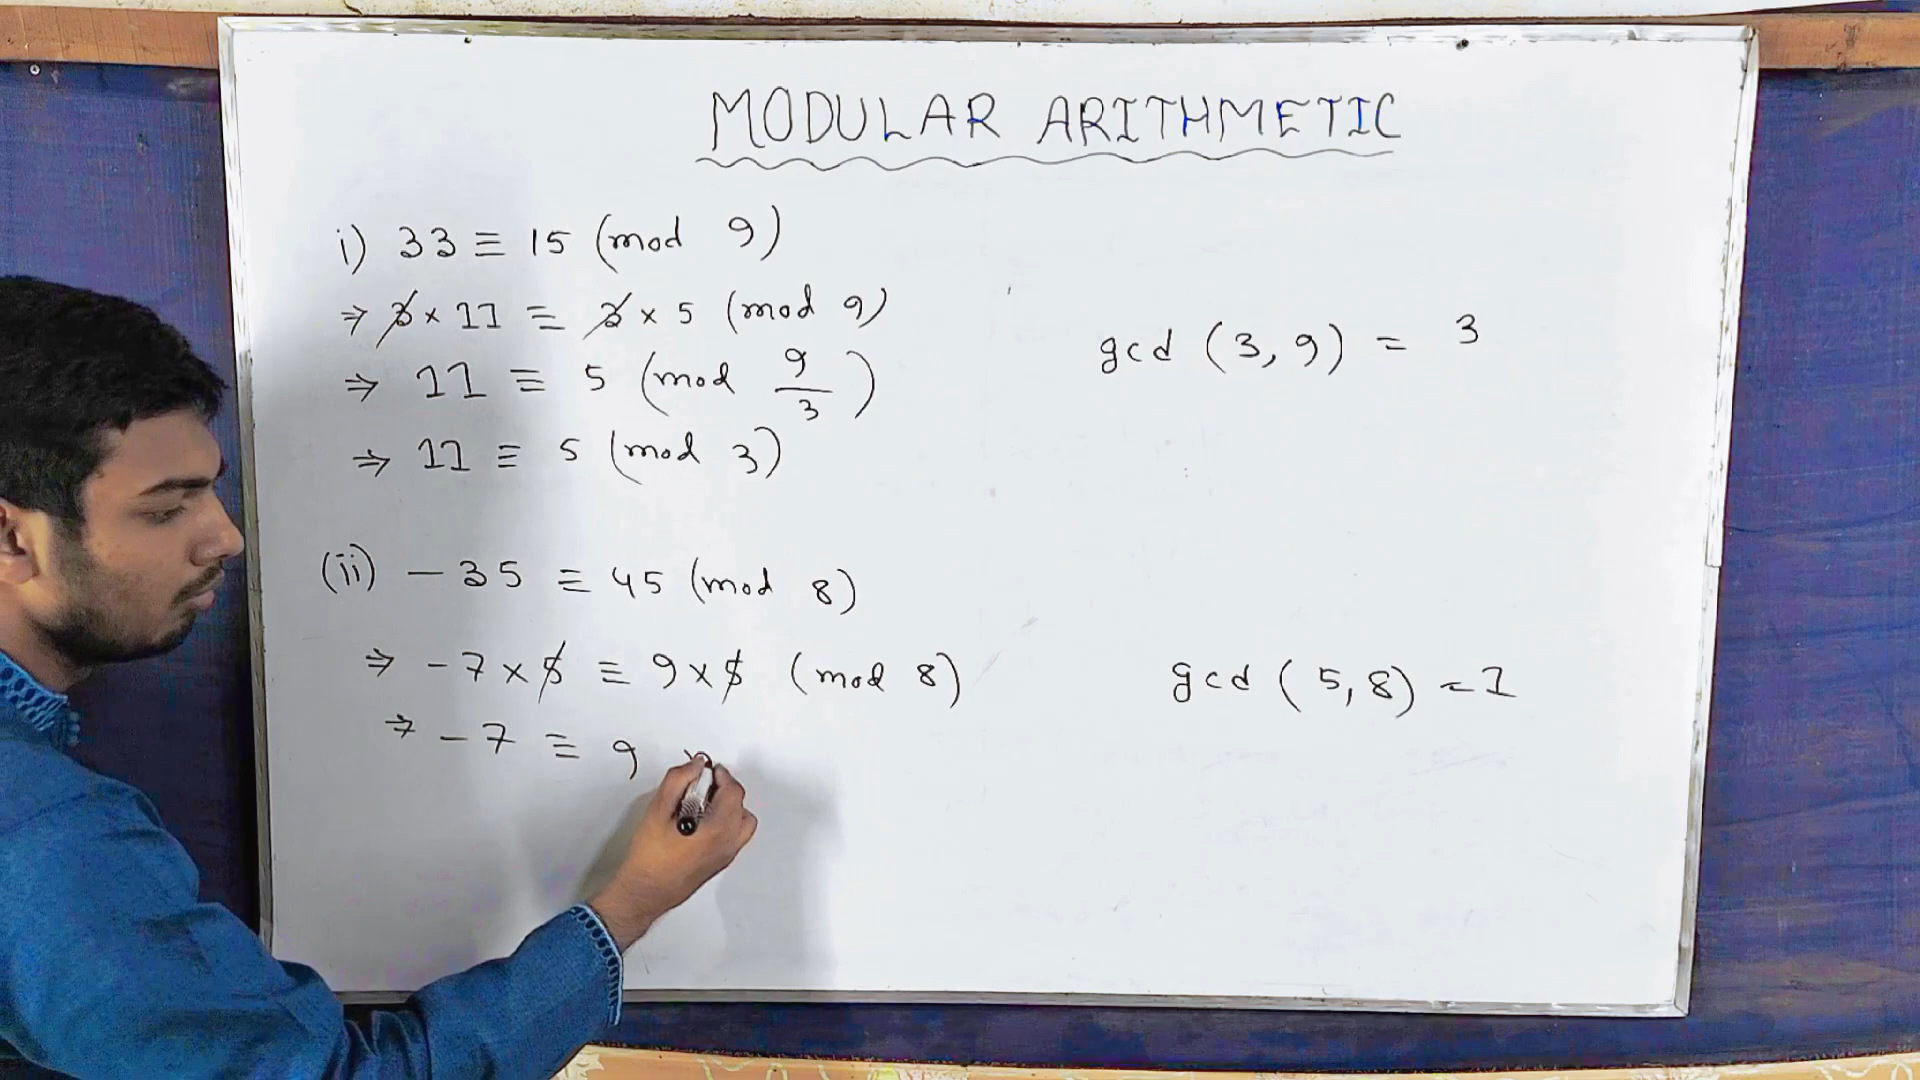 MODULAR ARITHMETIC
i) 33 ≡ 15 (mod 9)
⇒ 3 × 11 ≡ 3 × 5 (mod 9)
gcd (3, 9) = 3
⇒ 11 ≡ 5 (mod 9/3)
⇒ 11 ≡ 5 (mod 3)
(ii) - 35 ≡ 45 (mod 8)
⇒ - 7 × 5 ≡ 9 × 5 (mod 8)
gcd (5, 8) = 1
⇒ - 7 ≡ 9